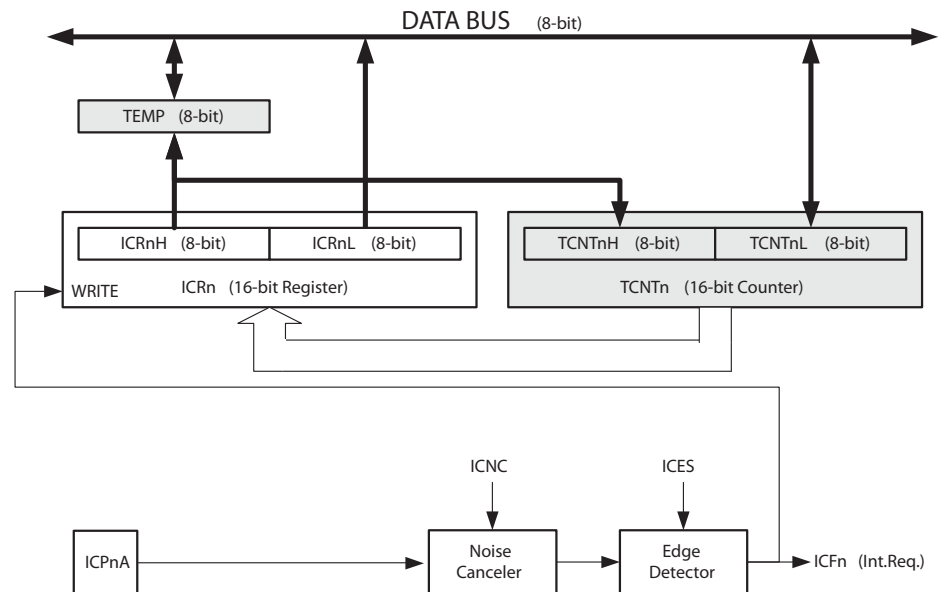 DATA BUS (8-bit)
TEMP (8-bit)
ICRnH (8-bit) ICRnL (8-bit) TCNTnH (8-bit) TCNTnL (8-bit)
WRITE ICRn (16-bit Register) TCNTn (16-bit Counter)
ICNC ICES
ICPnA Noise Edge ICFn (Int.Req.)
Canceler Detector